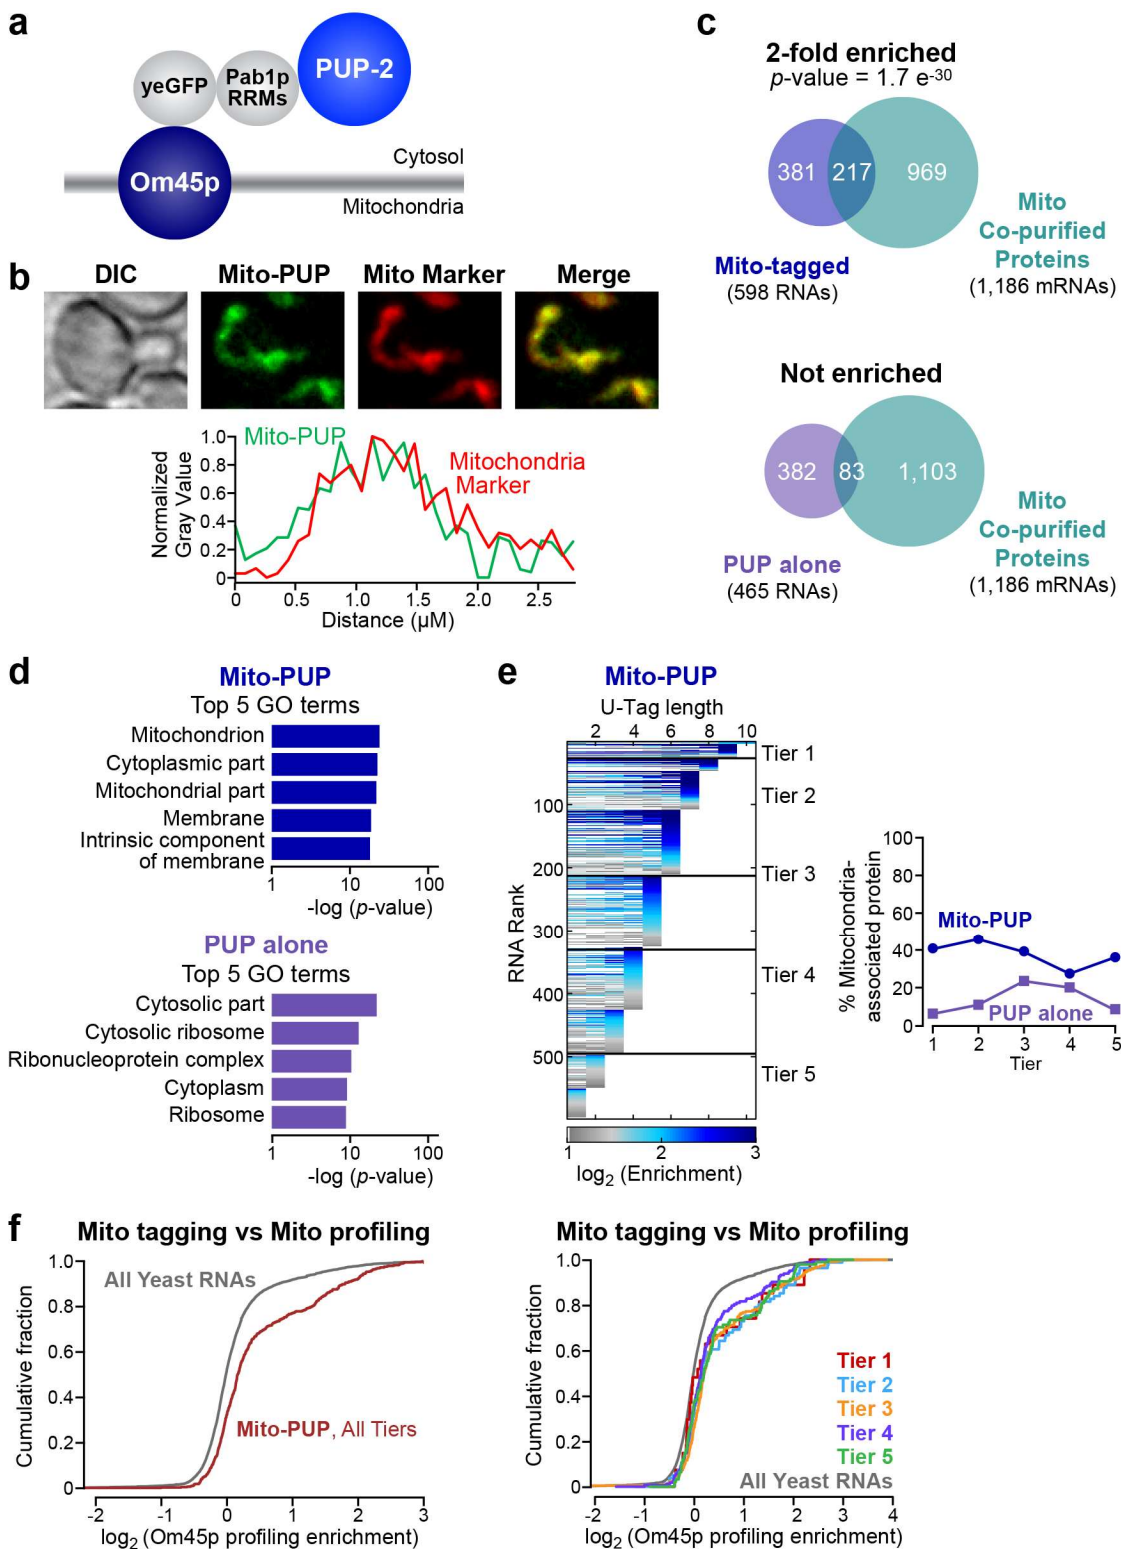 a
yeGFP
Pab1p
RRMs
PUP-2
Om45p
Cytosol
Mitochondria
b
DIC
Mito-PUP
Mito Marker
Merge
Mito-PUP
Mitochondria
Marker
Normalized
Gray Value
1.0
0.8
0.6
0.4
0.2
0
0
0.5
1.0
1.5
2.0
2.5
Distance (µM)
c
2-fold enriched
p-value = 1.7 e-30
381
217
969
Mito-tagged
(598 RNAs)
Mito
Co-purified
Proteins
(1,186 mRNAs)
Not enriched
382
83
1,103
PUP alone
(465 RNAs)
Mito
Co-purified
Proteins
(1,186 mRNAs)
d
Mito-PUP
Top 5 GO terms
Mitochondrion
Cytoplasmic part
Mitochondrial part
Membrane
Intrinsic component
of membrane
1
10
100
-log (p-value)
PUP alone
Top 5 GO terms
Cytosolic part
Cytosolic ribosome
Ribonucleoprotein complex
Cytoplasm
Ribosome
1
10
100
-log (p-value)
e
Mito-PUP
U-Tag length
2
4
6
8
10
RNA Rank
100
200
300
400
500
Tier 1
Tier 2
Tier 3
Tier 4
Tier 5
1
2
3
log2 (Enrichment)
% Mitochondria-
associated protein
100
80
60
40
20
0
Mito-PUP
PUP alone
1
2
3
4
5
Tier
f
Mito tagging vs Mito profiling
Cumulative fraction
1.0
0.8
0.6
0.4
0.2
0
All Yeast RNAs
Mito-PUP, All Tiers
-2
-1
0
1
2
3
log2 (Om45p profiling enrichment)
Mito tagging vs Mito profiling
Cumulative fraction
1.0
0.8
0.6
0.4
0.2
0
Tier 1
Tier 2
Tier 3
Tier 4
Tier 5
All Yeast RNAs
-2
-1
0
1
2
3
4
log2 (Om45p profiling enrichment)